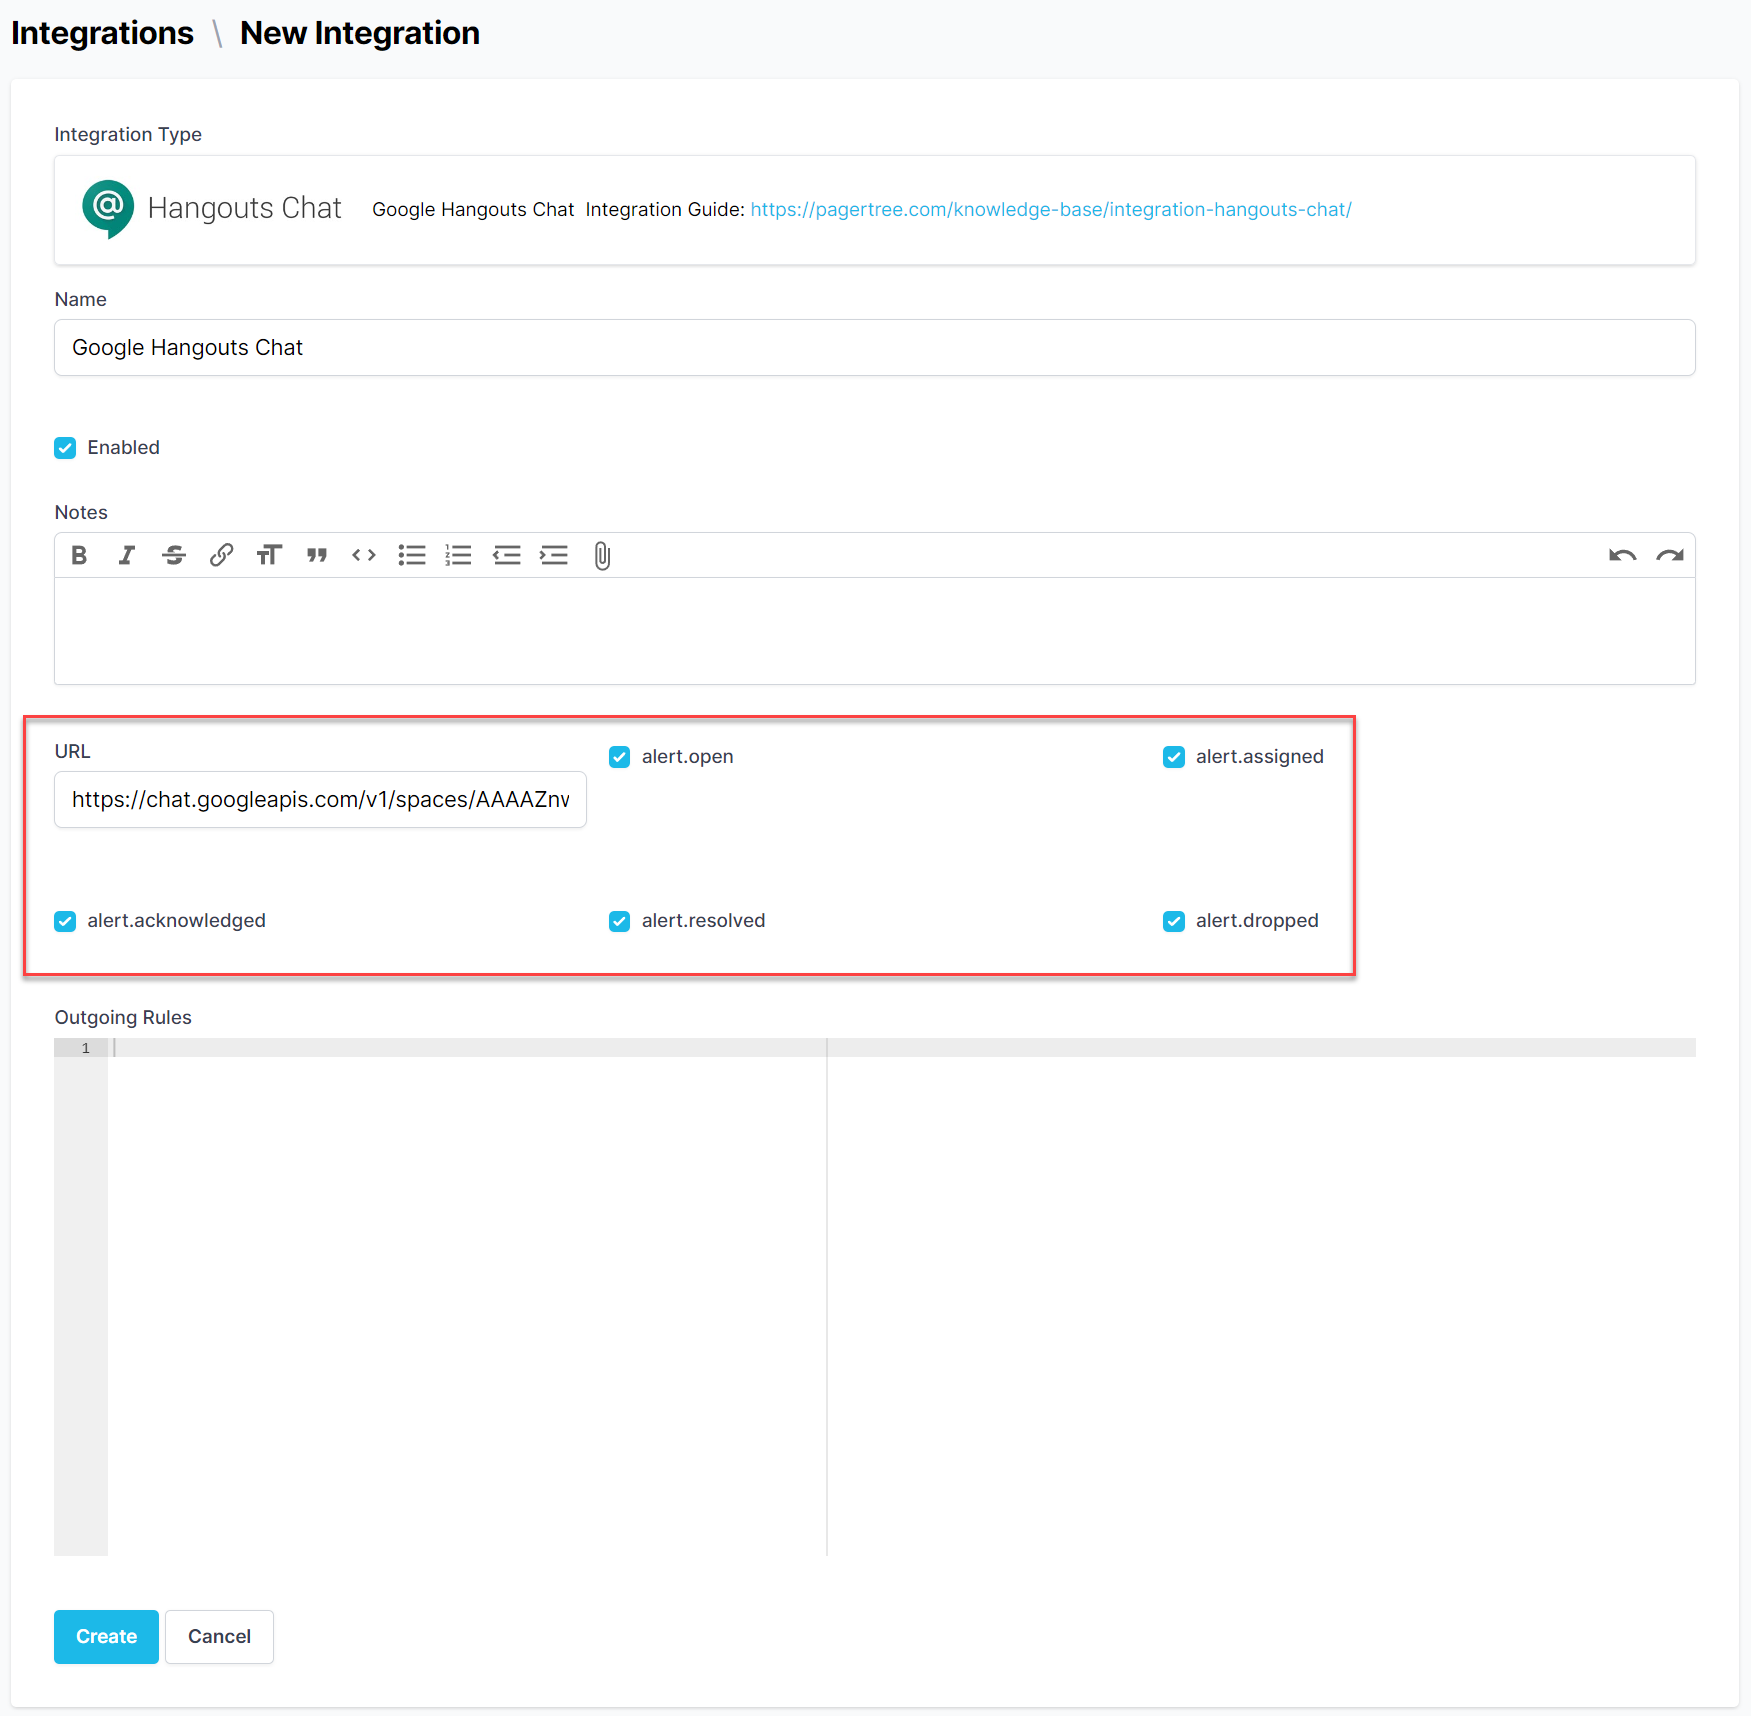 Integrations \ New Integration
Integration Type
Hangouts Chat Google Hangouts Chat Integration Guide: https://pagertree.com/knowledge-base/integration-hangouts-chat/
Name
Google Hangouts Chat
Enabled
Notes
URL
alert.open
alert.assigned
https://chat.googleapis.com/v1/spaces/AAAAZnw
alert.acknowledged
alert.resolved
alert.dropped
Outgoing Rules
1
Create
Cancel